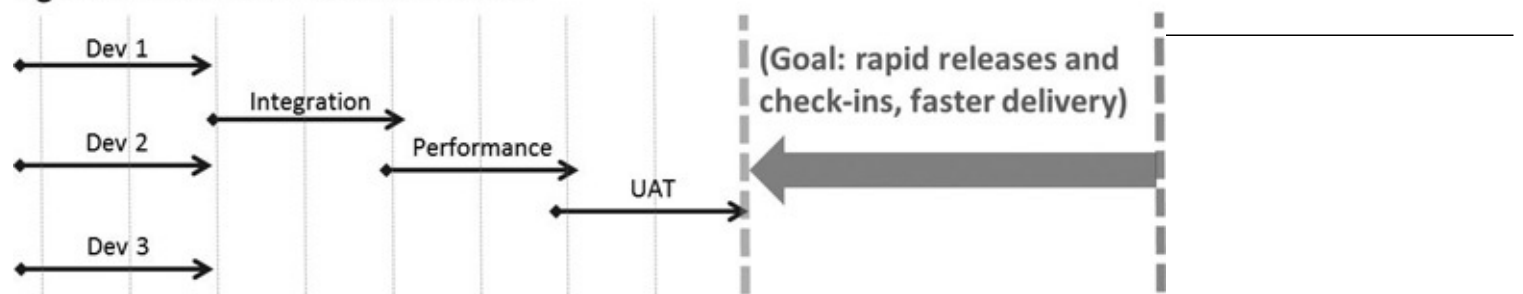 Dev 1
Integration
Dev 2
Performance
UAT
Dev 3
(Goal: rapid releases and
check-ins, faster delivery)